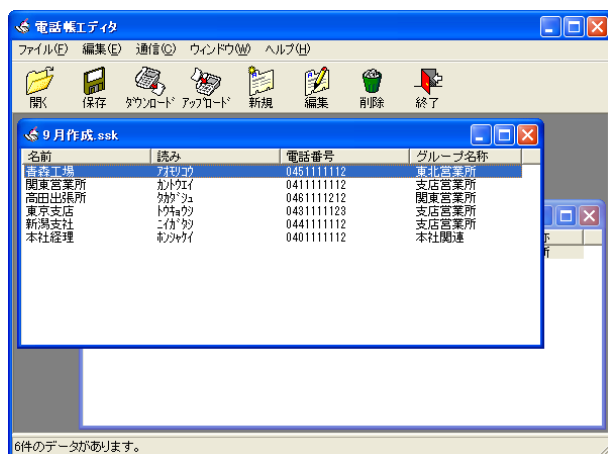 電話帳エディタ
ファイル(F) 編集(E) 通信(C) ウィンドウ(W) ヘルプ(H)
開く 保存 ダウンロード アップロード 新規 編集 削除 終了
9月作成.ssk
名前 読み 電話番号 グループ名称
青森工場 ｱｵﾓﾘｺｳ 0451111112 東北営業所
関東営業所 ｶﾝﾄｳｴｲ 0411111112 支店営業所
高田出張所 ﾀｶﾀﾞｼｭ 0461111212 関東営業所
東京支店 ﾄｳｷｮｳｼ 0431111123 支店営業所
新潟支社 ﾆｲｶﾞﾀｼ 0441111112 支店営業所
本社経理 ﾎﾝｼｬｹｲ 0401111112 本社関連
6件のデータがあります。